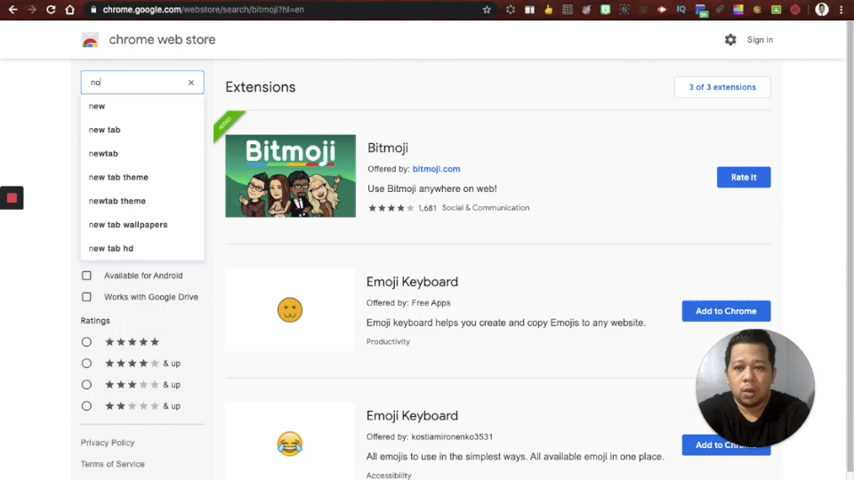 chrome.google.com/webstore/search/bitmoji?hl=en
chrome web store
Sign in
no
new
new tab
newtab
new tab theme
newtab theme
new tab wallpapers
new tab hd
Available for Android
Works with Google Drive
Ratings
& up
& up
& up
Privacy Policy
Terms of Service
Extensions
3 of 3 extensions
ADDED
Bitmoji
Bitmoji
Offered by: bitmoji.com
Use Bitmoji anywhere on web!
1,681 Social & Communication
Rate it
Emoji Keyboard
Offered by: Free Apps
Emoji keyboard helps you create and copy Emojis to any website.
Productivity
Add to Chrome
Emoji Keyboard
Offered by: kostiamironenko3531
All emojis to use in the simplest ways. All available emoji in one place.
Accessibility
Add to